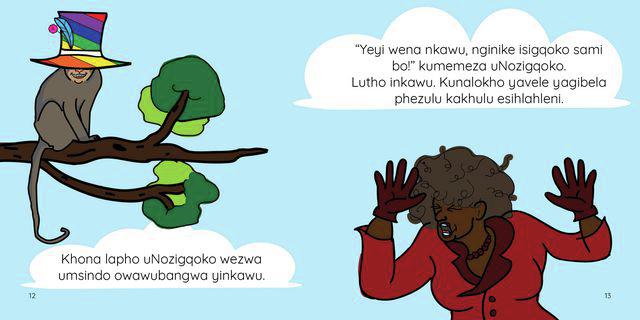 Khona lapho uNozigqoko wezwa
umsindo owawubangwa yinkawu.
12
“Yeyi wena nkawu, nginike isigqoko sami
bo!” kumemeza uNozigqoko.
Lutho inkawu. Kunalokho yavele yagibela
phezulu kakhulu esihlahleni.
13